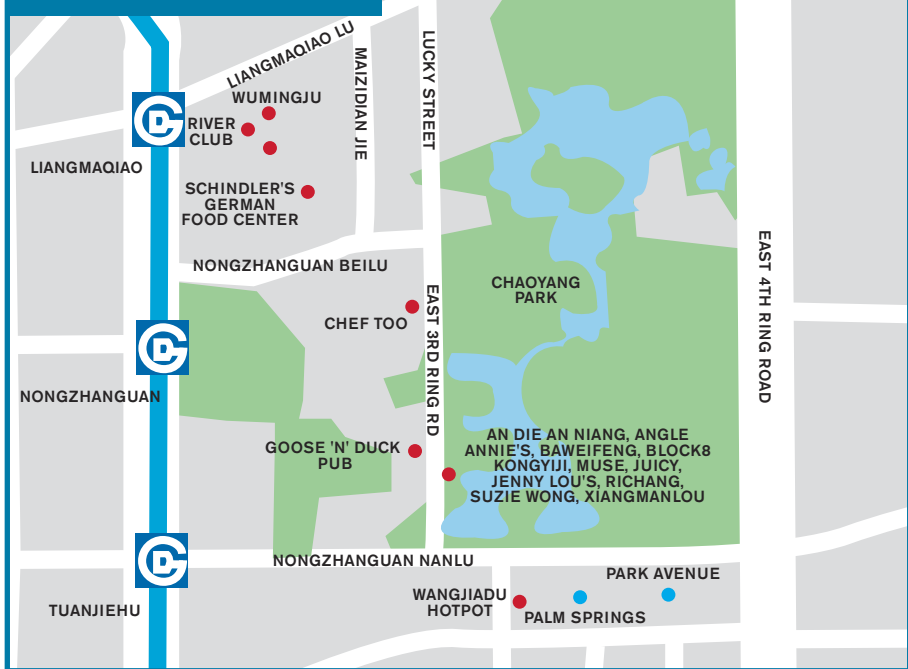 LIANGMAQIAO LU
MAIZIDIAN JIE
LUCKY STREET
WUMINGJU
RIVER
CLUB
LIANGMAQIAO
SCHINDLER'S
GERMAN
FOOD CENTER
NONGZHANGUAN BEILU
CHAOYANG
PARK
EAST 4TH RING ROAD
CHEF TOO
EAST 3RD RING RD
NONGZHANGUAN
GOOSE 'N' DUCK
PUB
AN DIE AN NIANG, ANGLE
ANNIE'S, BAWEIFENG, BLOCK8
KONGYIJI, MUSE, JUICY,
JENNY LOU'S, RICHANG,
SUZIE WONG, XIANGMANLOU
NONGZHANGUAN NANLU
PARK AVENUE
WANGJIADU
HOTPOT
PALM SPRINGS
TUANJIEHU